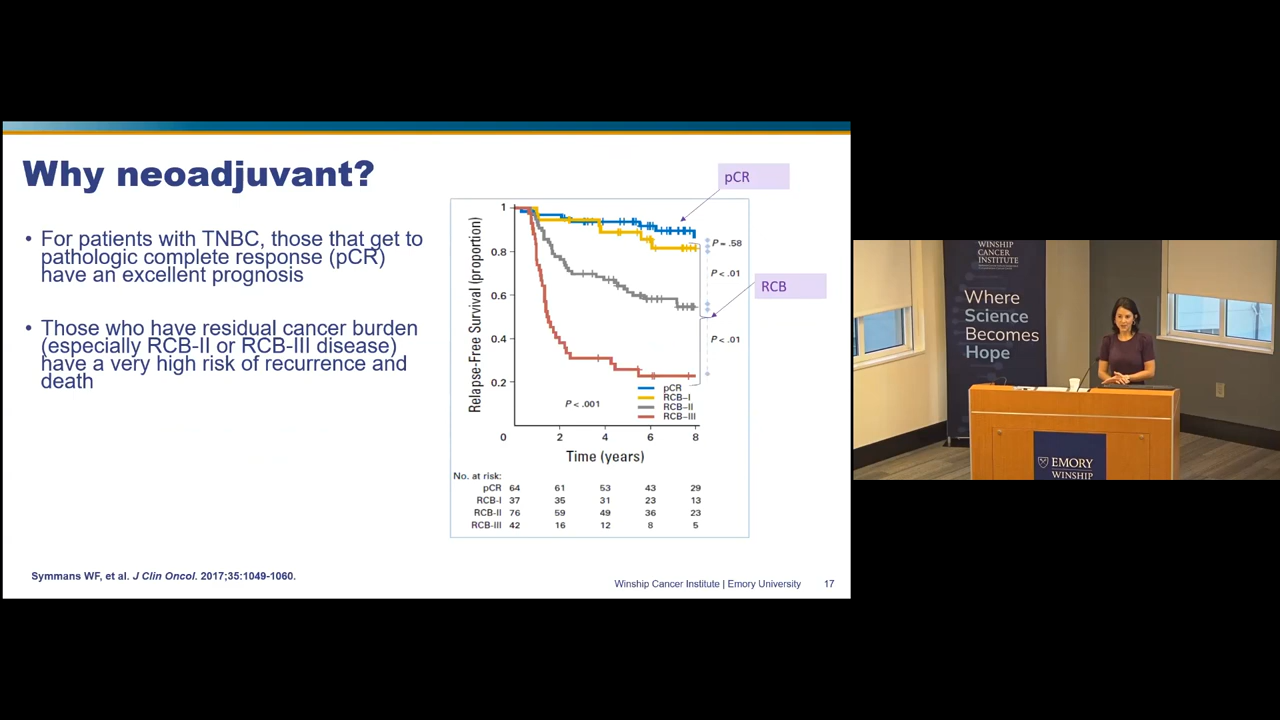 Why neoadjuvant?
• For patients with TNBC, those that get to
pathologic complete response (pCR)
have an excellent prognosis
• Those who have residual cancer burden
(especially RCB-II or RCB-III disease)
have a very high risk of recurrence and
death
pCR
RCB
Relapse-Free Survival (proportion)
1
0.8
0.6
0.4
0.2
0
2
4
6
8
Time (years)
P = .58
P < .01
P < .01
P < .001
pCR
RCB–I
RCB–II
RCB–III
No. at risk:
pCR 64 61 53 43 29
RCB-I 37 35 31 23 13
RCB-II 76 59 49 36 23
RCB-III 42 16 12 8 5
Symmans WF, et al. J Clin Oncol. 2017;35:1049-1060.
Winship Cancer Institute | Emory University 17
WINSHIP
CANCER
INSTITUTE
Where
Science
Becomes
Hope
EMORY
WINSHIP